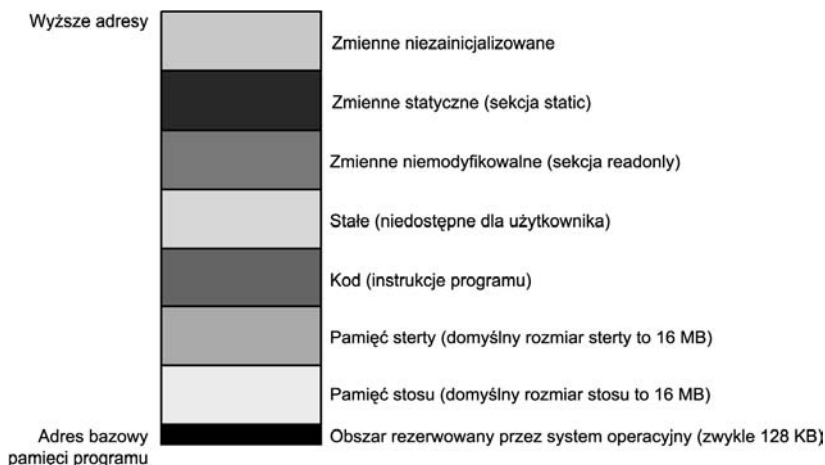 Wyższe adresy
Zmienne niezainicjalizowane
Zmienne statyczne (sekcja static)
Zmienne niemodyfikowalne (sekcja readonly)
Stałe (niedostępne dla użytkownika)
Kod (instrukcje programu)
Pamięć sterty (domyślny rozmiar sterty to 16 MB)
Pamięć stosu (domyślny rozmiar stosu to 16 MB)
Obszar rezerwowany przez system operacyjny (zwykle 128 KB)
Adres bazowy
pamięci programu